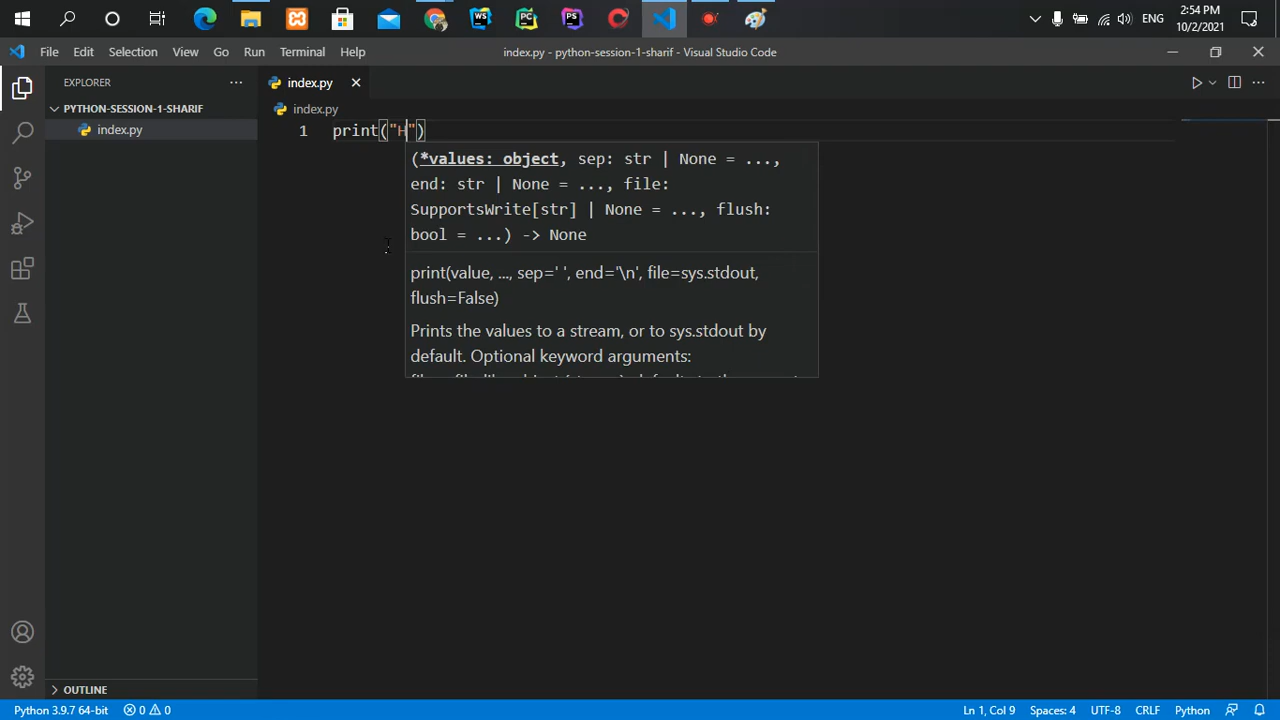 2:54 PM
ENG
10/2/2021
File Edit Selection View Go Run Terminal Help
index.py - python-session-1-sharif - Visual Studio Code
EXPLORER
index.py
PYTHON-SESSION-1-SHARIF
index.py
index.py
1 print("H")
(*values: object, sep: str | None = ...,
end: str | None = ..., file:
SupportsWrite[str] | None = ..., flush:
bool = ...) -> None
print(value, ..., sep=' ', end='\n', file=sys.stdout,
flush=False)
Prints the values to a stream, or to sys.stdout by
default. Optional keyword arguments:
OUTLINE
Python 3.9.7 64-bit
0
0
Ln 1, Col 9
Spaces: 4
UTF-8
CRLF
Python